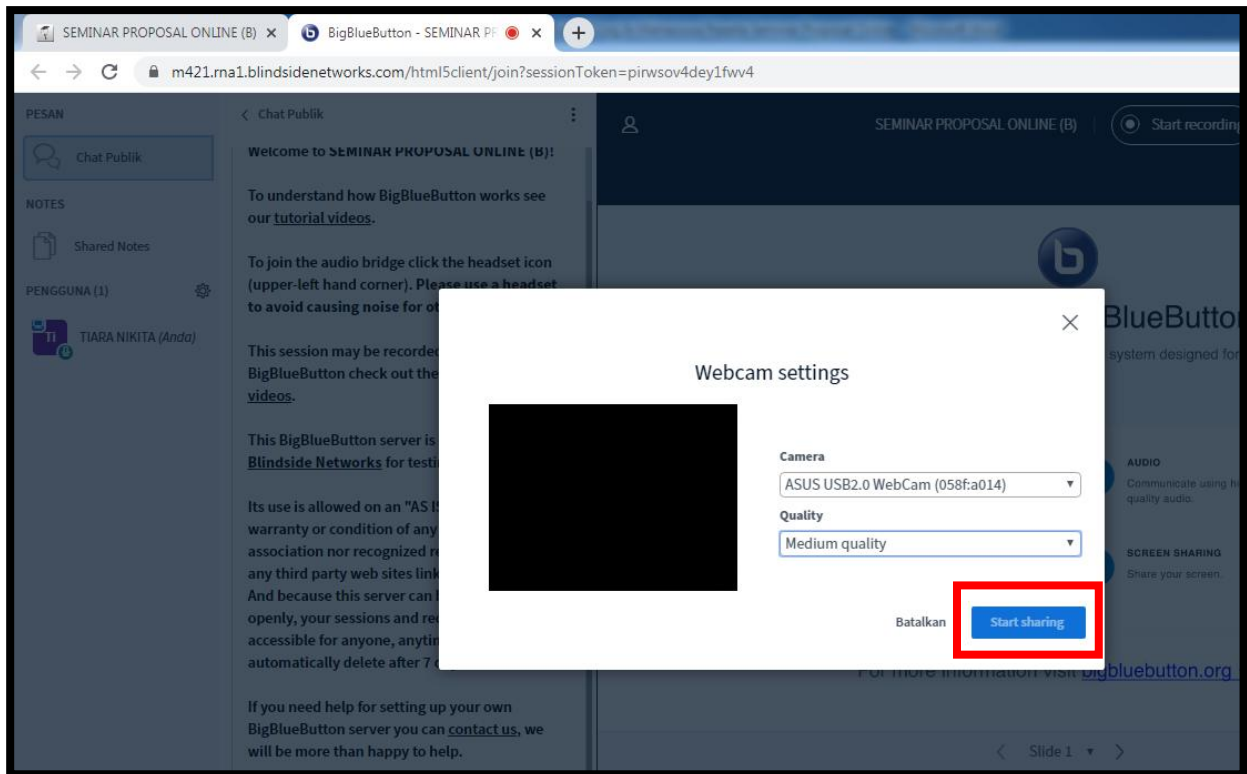 SEMINAR PROPOSAL ONLINE (B)
BigBlueButton - SEMINAR PR
m421.rna1.blindsidenetworks.com/html5client/join?sessionToken=pirwsov4dey1fwv4
PESAN
Chat Publik
NOTES
Shared Notes
PENGGUNA (1)
Ti
TIARA NIKITA (Anda)
Chat Publik
Welcome to SEMINAR PROPOSAL ONLINE (B)!
To understand how BigBlueButton works see
our tutorial videos.
To join the audio bridge click the headset icon
(upper-left hand corner). Please use a headset
to avoid causing noise for
This session may be recorded
BigBlueButton check out the
videos.
This BigBlueButton server is
Blindside Networks for
Its use is allowed on an "AS
warranty or condition of any
association nor recognized
any third party web sites
And because this server can
openly, your sessions and
accessible for anyone,
automatically delete after 7
If you need help for setting up your own
BigBlueButton server you can contact us, we
will be more than happy to help.
SEMINAR PROPOSAL ONLINE (B)
Start recording
b
BlueButto
system designed for
AUDIO
Communicate using
quality audio.
SCREEN SHARING
Share your screen.
For more information visit bigbluebutton.org
Slide 1
Webcam settings
Camera
ASUS USB2.0 WebCam (058f:a014)
Quality
Medium quality
Batalkan
Start sharing